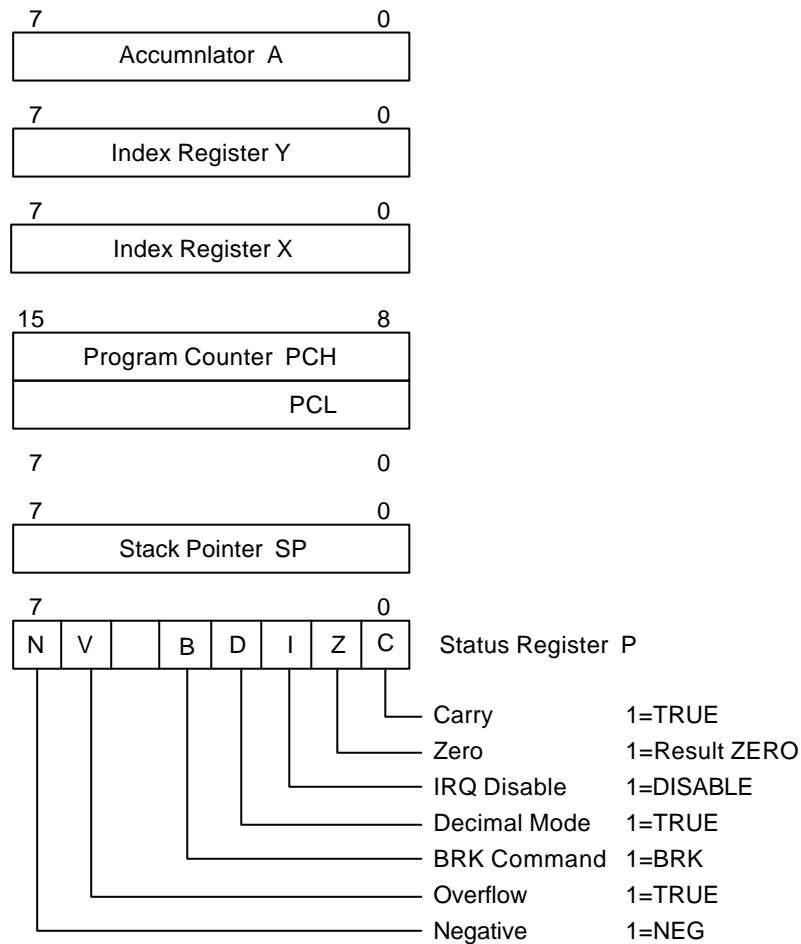 7 0
Accumnlator A
7 0
Index Register Y
7 0
Index Register X
15 8
Program Counter PCH
PCL
7 0
7 0
Stack Pointer SP
7 0
N V B D I Z C Status Register P
Carry 1=TRUE
Zero 1=Result ZERO
IRQ Disable 1=DISABLE
Decimal Mode 1=TRUE
BRK Command 1=BRK
Overflow 1=TRUE
Negative 1=NEG